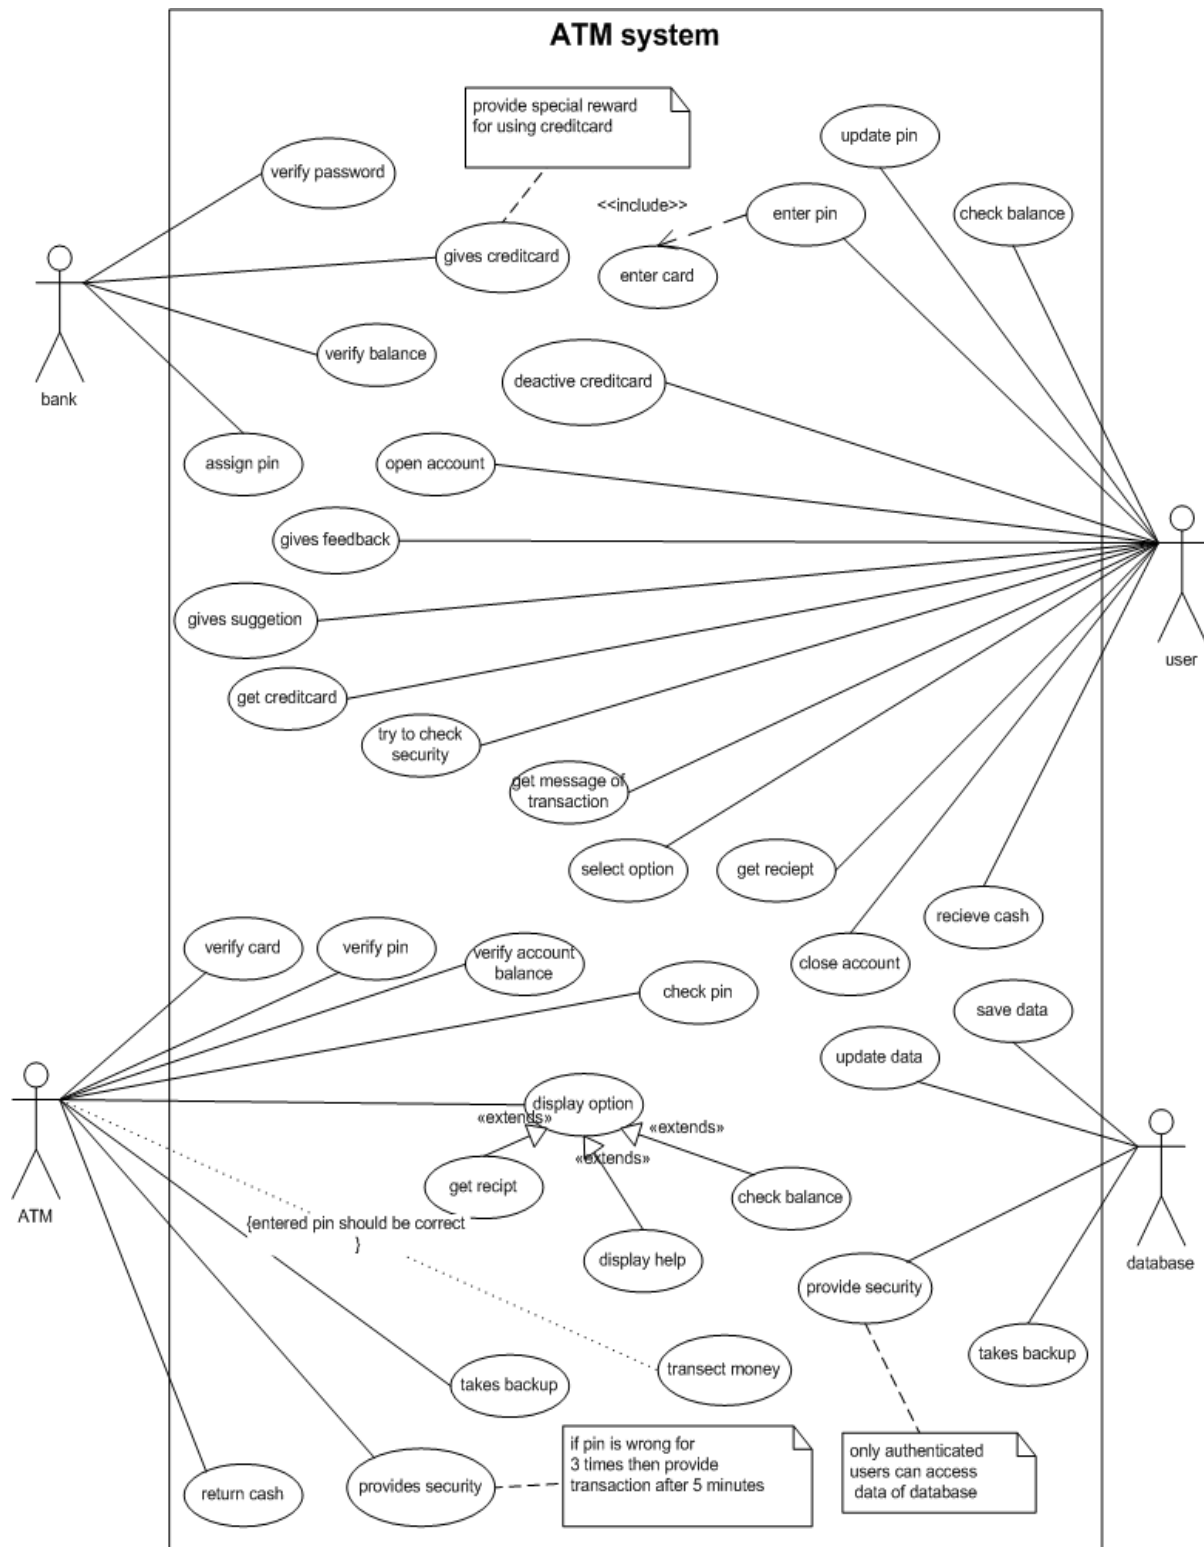 ATM system
provide special reward
for using creditcard
update pin
verify password
<<include>>
enter pin
check balance
gives creditcard
enter card
verify balance
deactive creditcard
bank
assign pin
open account
gives feedback
gives suggetion
user
get creditcard
try to check
security
get message of
transaction
select option
get reciept
recieve cash
verify card
verify pin
verify account
balance
close account
check pin
save data
update data
display option
«extends»
«extends»
«extends»
get recipt
check balance
ATM
{entered pin should be correct
}
display help
database
provide security
takes backup
transect money
takes backup
if pin is wrong for
3 times then provide
transaction after 5 minutes
only authenticated
users can access
data of database
provides security
return cash